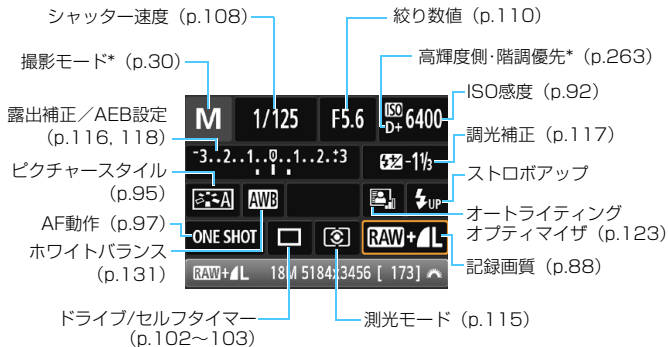 シャッター速度（p.108）
絞り数値（p.110）
撮影モード*（p.30）
高輝度側・階調優先*（p.263）
ISO感度（p.92）
露出補正／AEB設定
（p.116, 118）
調光補正（p.117）
ピクチャースタイル
（p.95）
ストロボアップ
AF動作（p.97）
オートライティング
オプティマイザ（p.123）
ホワイトバランス
（p.131）
記録画質（p.88）
ドライブ/セルフタイマー
（p.102～103）
測光モード（p.115）
M 1/125 F5.6 ISO D+ 6400
-3..2..1..0..1..2.:3 -1⅓
A AWB UP
ONE SHOT RAW+L
RAW+L 18M 5184x3456 [ 173]